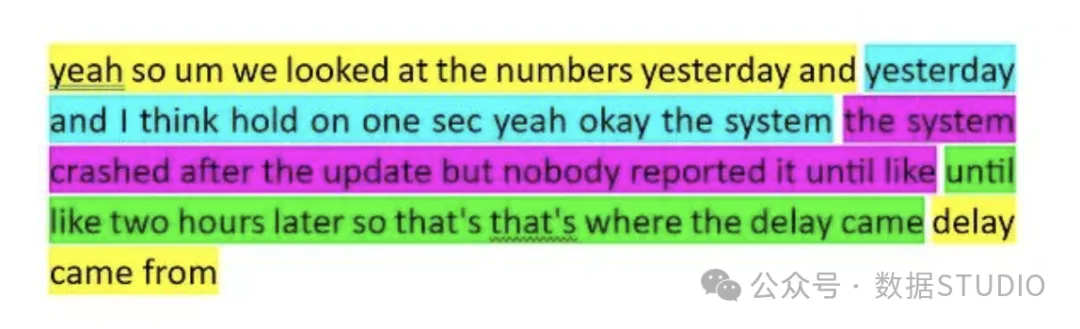 yeah so um we looked at the numbers yesterday and yesterday
and I think hold on one sec yeah okay the system the system
crashed after the update but nobody reported it until like until
like two hours later so that's that's where the delay came delay
came from
公众号 · 数据STUDIO